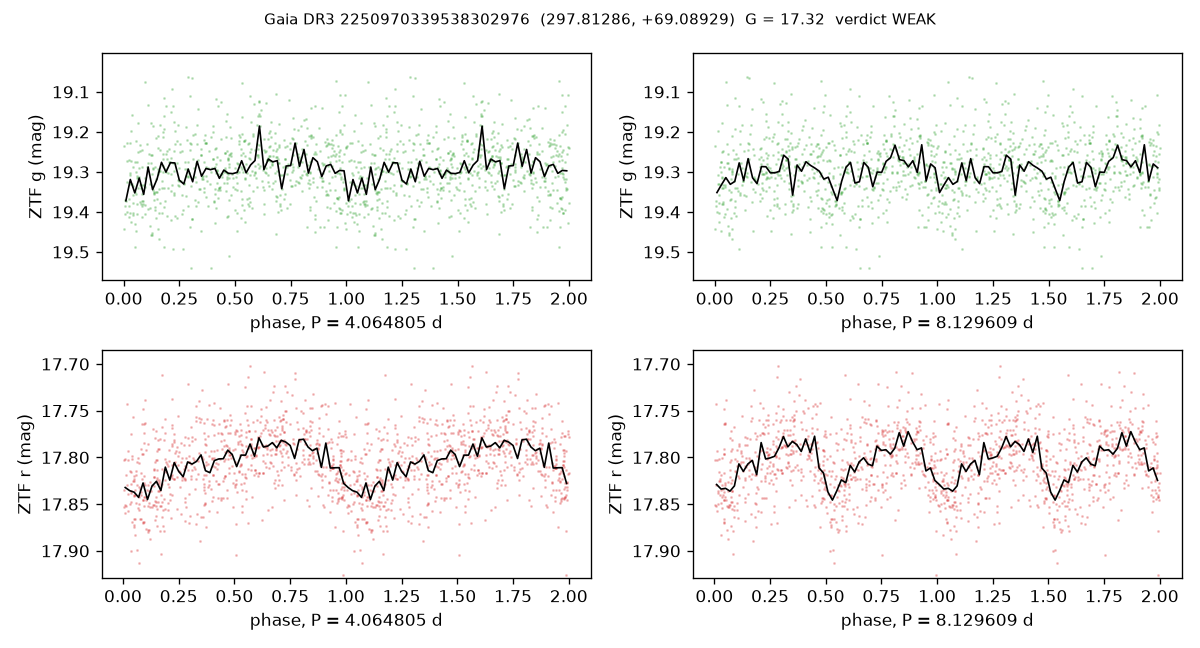 Gaia DR3 2250970339538302976 (297.81286, +69.08929) G = 17.32 verdict WEAK
ZTF g (mag)
19.1
19.2
19.3
19.4
19.5
0.00 0.25 0.50 0.75 1.00 1.25 1.50 1.75 2.00
phase, P = 4.064805 d
ZTF g (mag)
19.1
19.2
19.3
19.4
19.5
0.00 0.25 0.50 0.75 1.00 1.25 1.50 1.75 2.00
phase, P = 8.129609 d
ZTF r (mag)
17.70
17.75
17.80
17.85
17.90
0.00 0.25 0.50 0.75 1.00 1.25 1.50 1.75 2.00
phase, P = 4.064805 d
ZTF r (mag)
17.70
17.75
17.80
17.85
17.90
0.00 0.25 0.50 0.75 1.00 1.25 1.50 1.75 2.00
phase, P = 8.129609 d